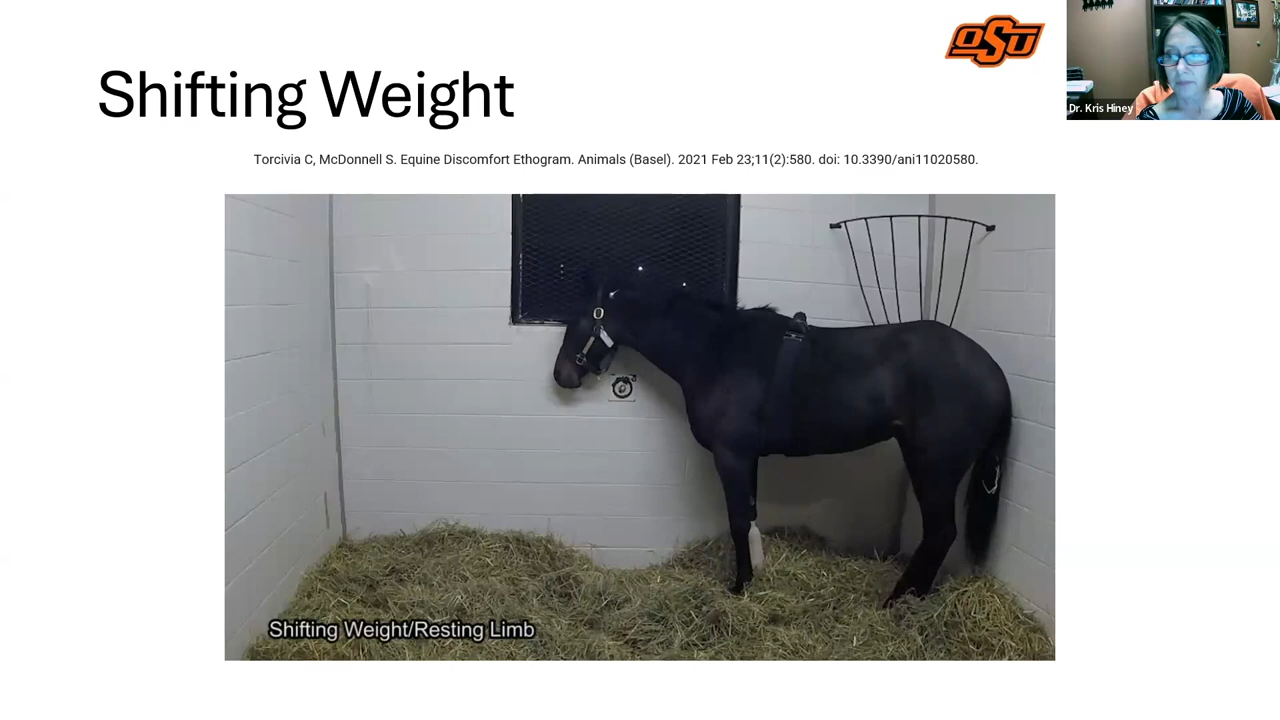 Shifting Weight
OSU
Dr. Kris Hiney
Torcivia C, McDonnell S. Equine Discomfort Ethogram. Animals (Basel). 2021 Feb 23;11(2):580. doi: 10.3390/ani11020580.
Shifting Weight/Resting Limb